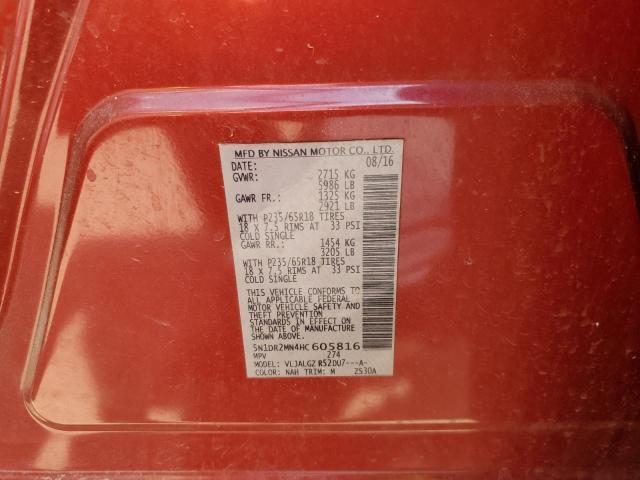 MFD BY NISSAN MOTOR CO., LTD.
DATE: 08/16
GVWR: 2715 KG
5986 LB
GAWR FR.: 1325 KG
2921 LB
WITH P235/65R18 TIRES
18 X 7.5 RIMS AT 33 PSI
COLD SINGLE
GAWR RR.: 1454 KG
3205 LB
WITH P235/65R18 TIRES
18 X 7.5 RIMS AT 33 PSI
COLD SINGLE
THIS VEHICLE CONFORMS TO
ALL APPLICABLE FEDERAL
MOTOR VEHICLE SAFETY AND
THEFT PREVENTION
STANDARDS IN EFFECT ON
THE DATE OF MANUFACTURE
SHOWN ABOVE.
5N1DR2MN4HC605816
MPV 274
MODEL: VLJALGZ R52DU7---A-
COLOR: NAH TRIM: M ZS30A